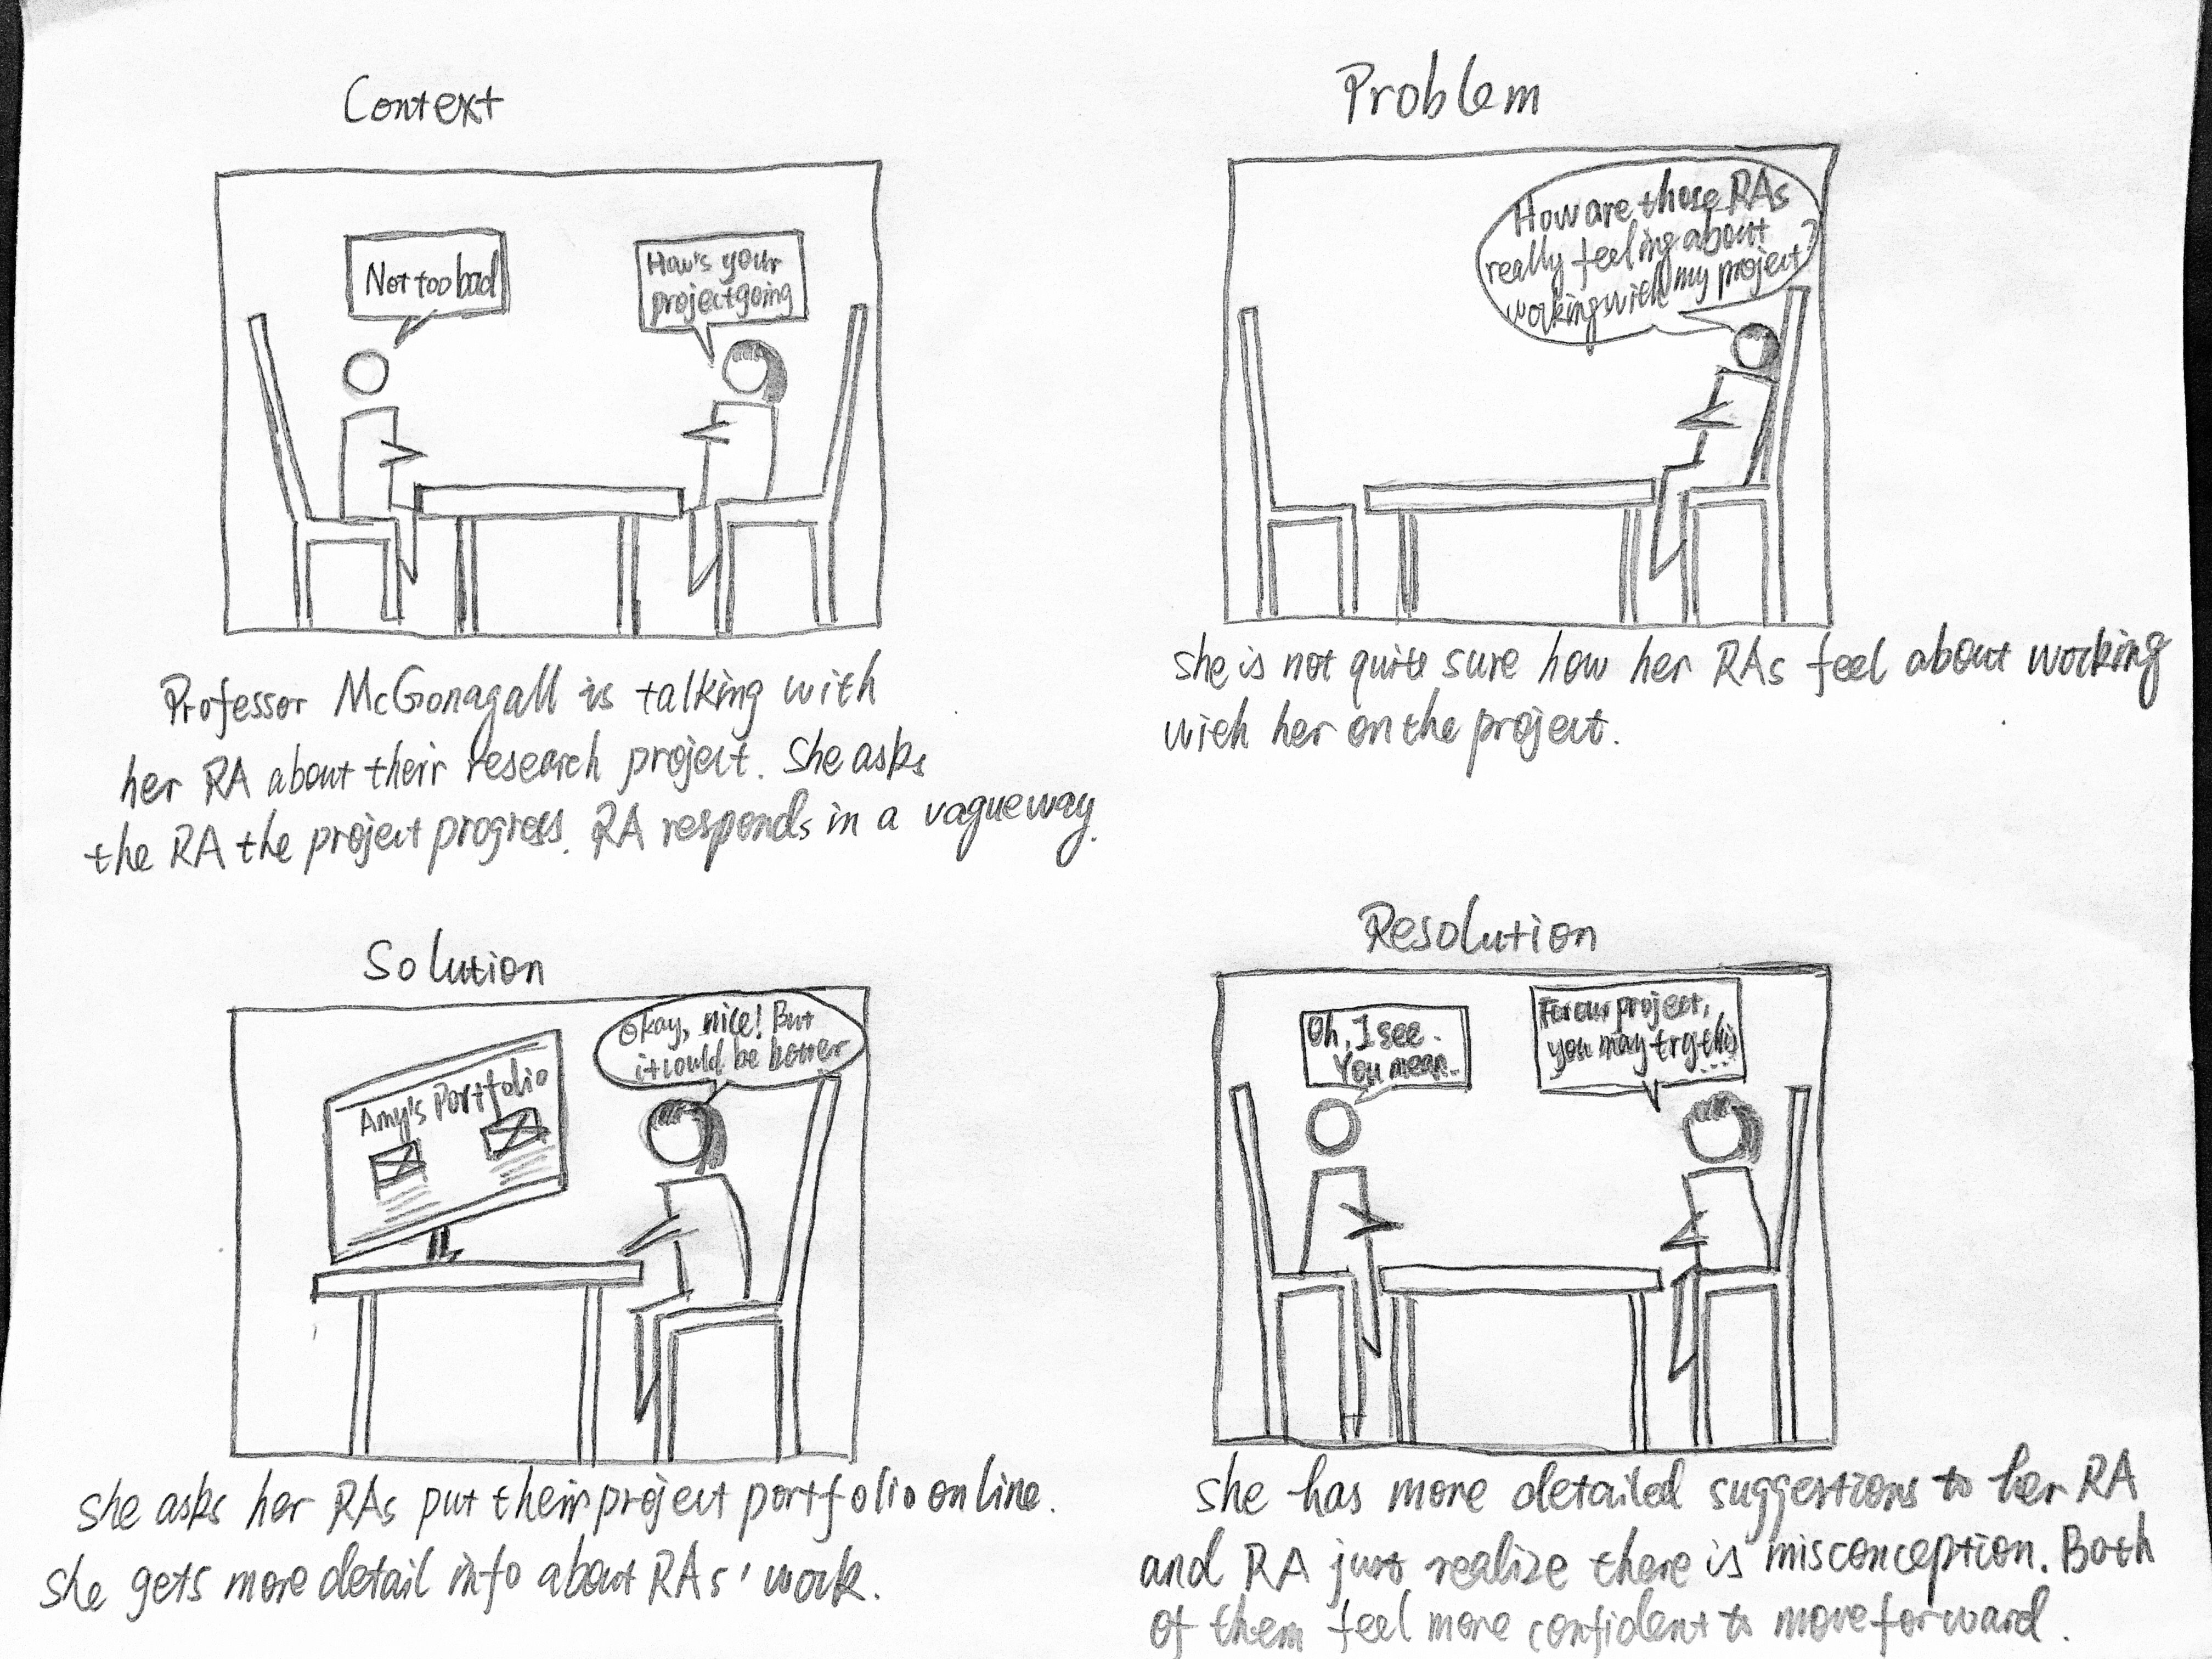 Context
Not too bad
How's your
project going
Professor McGonagall is talking with
her RA about their research project. She asks
the RA the project progress. RA responds in a vague way.
Problem
How are those RAs
really feeling about
working with my project?
she is not quite sure how her RAs feel about working
with her on the project.
Solution
Amy's Portfolio
Okay, nice! But
it could be better
she asks her RAs put their project portfolio online.
she gets more detail info about RAs' work.
Resolution
Oh, I see.
You mean..
For our project,
you may try this
...
she has more detailed suggestions to her RA
and RA just realize there is misconception. Both
of them feel more confident to move forward.